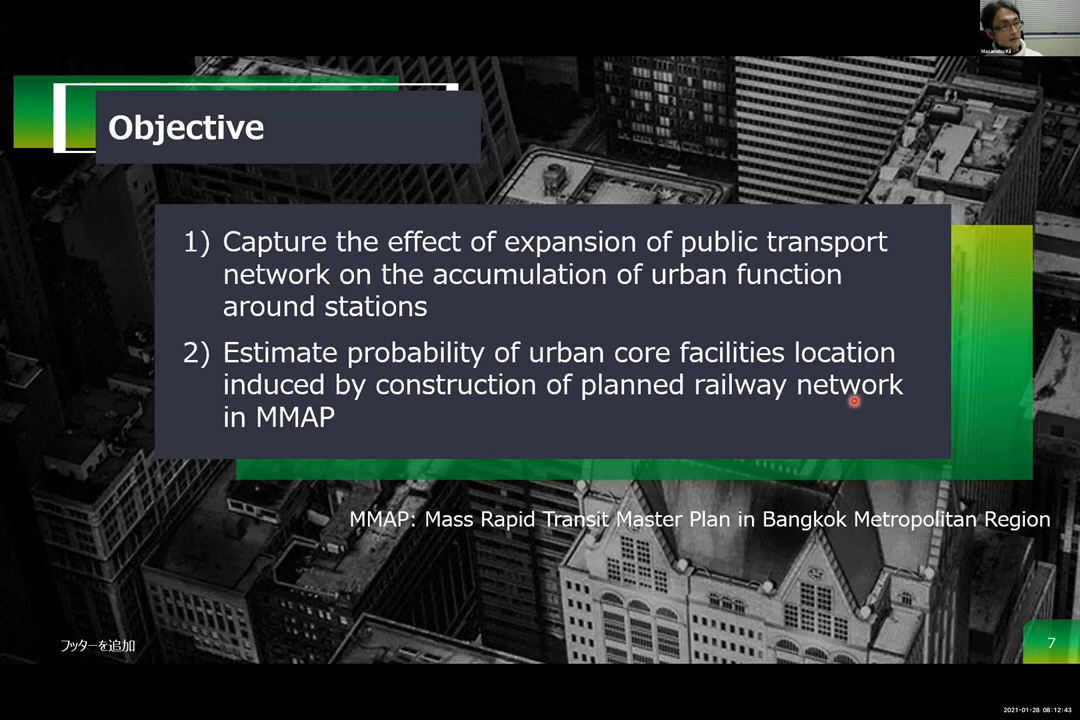 Masanobu Kii
Objective
1) Capture the effect of expansion of public transport
network on the accumulation of urban function
around stations
2) Estimate probability of urban core facilities location
induced by construction of planned railway network
in MMAP
MMAP: Mass Rapid Transit Master Plan in Bangkok Metropolitan Region
フッターを追加
7
2021-01-28 08:12:43